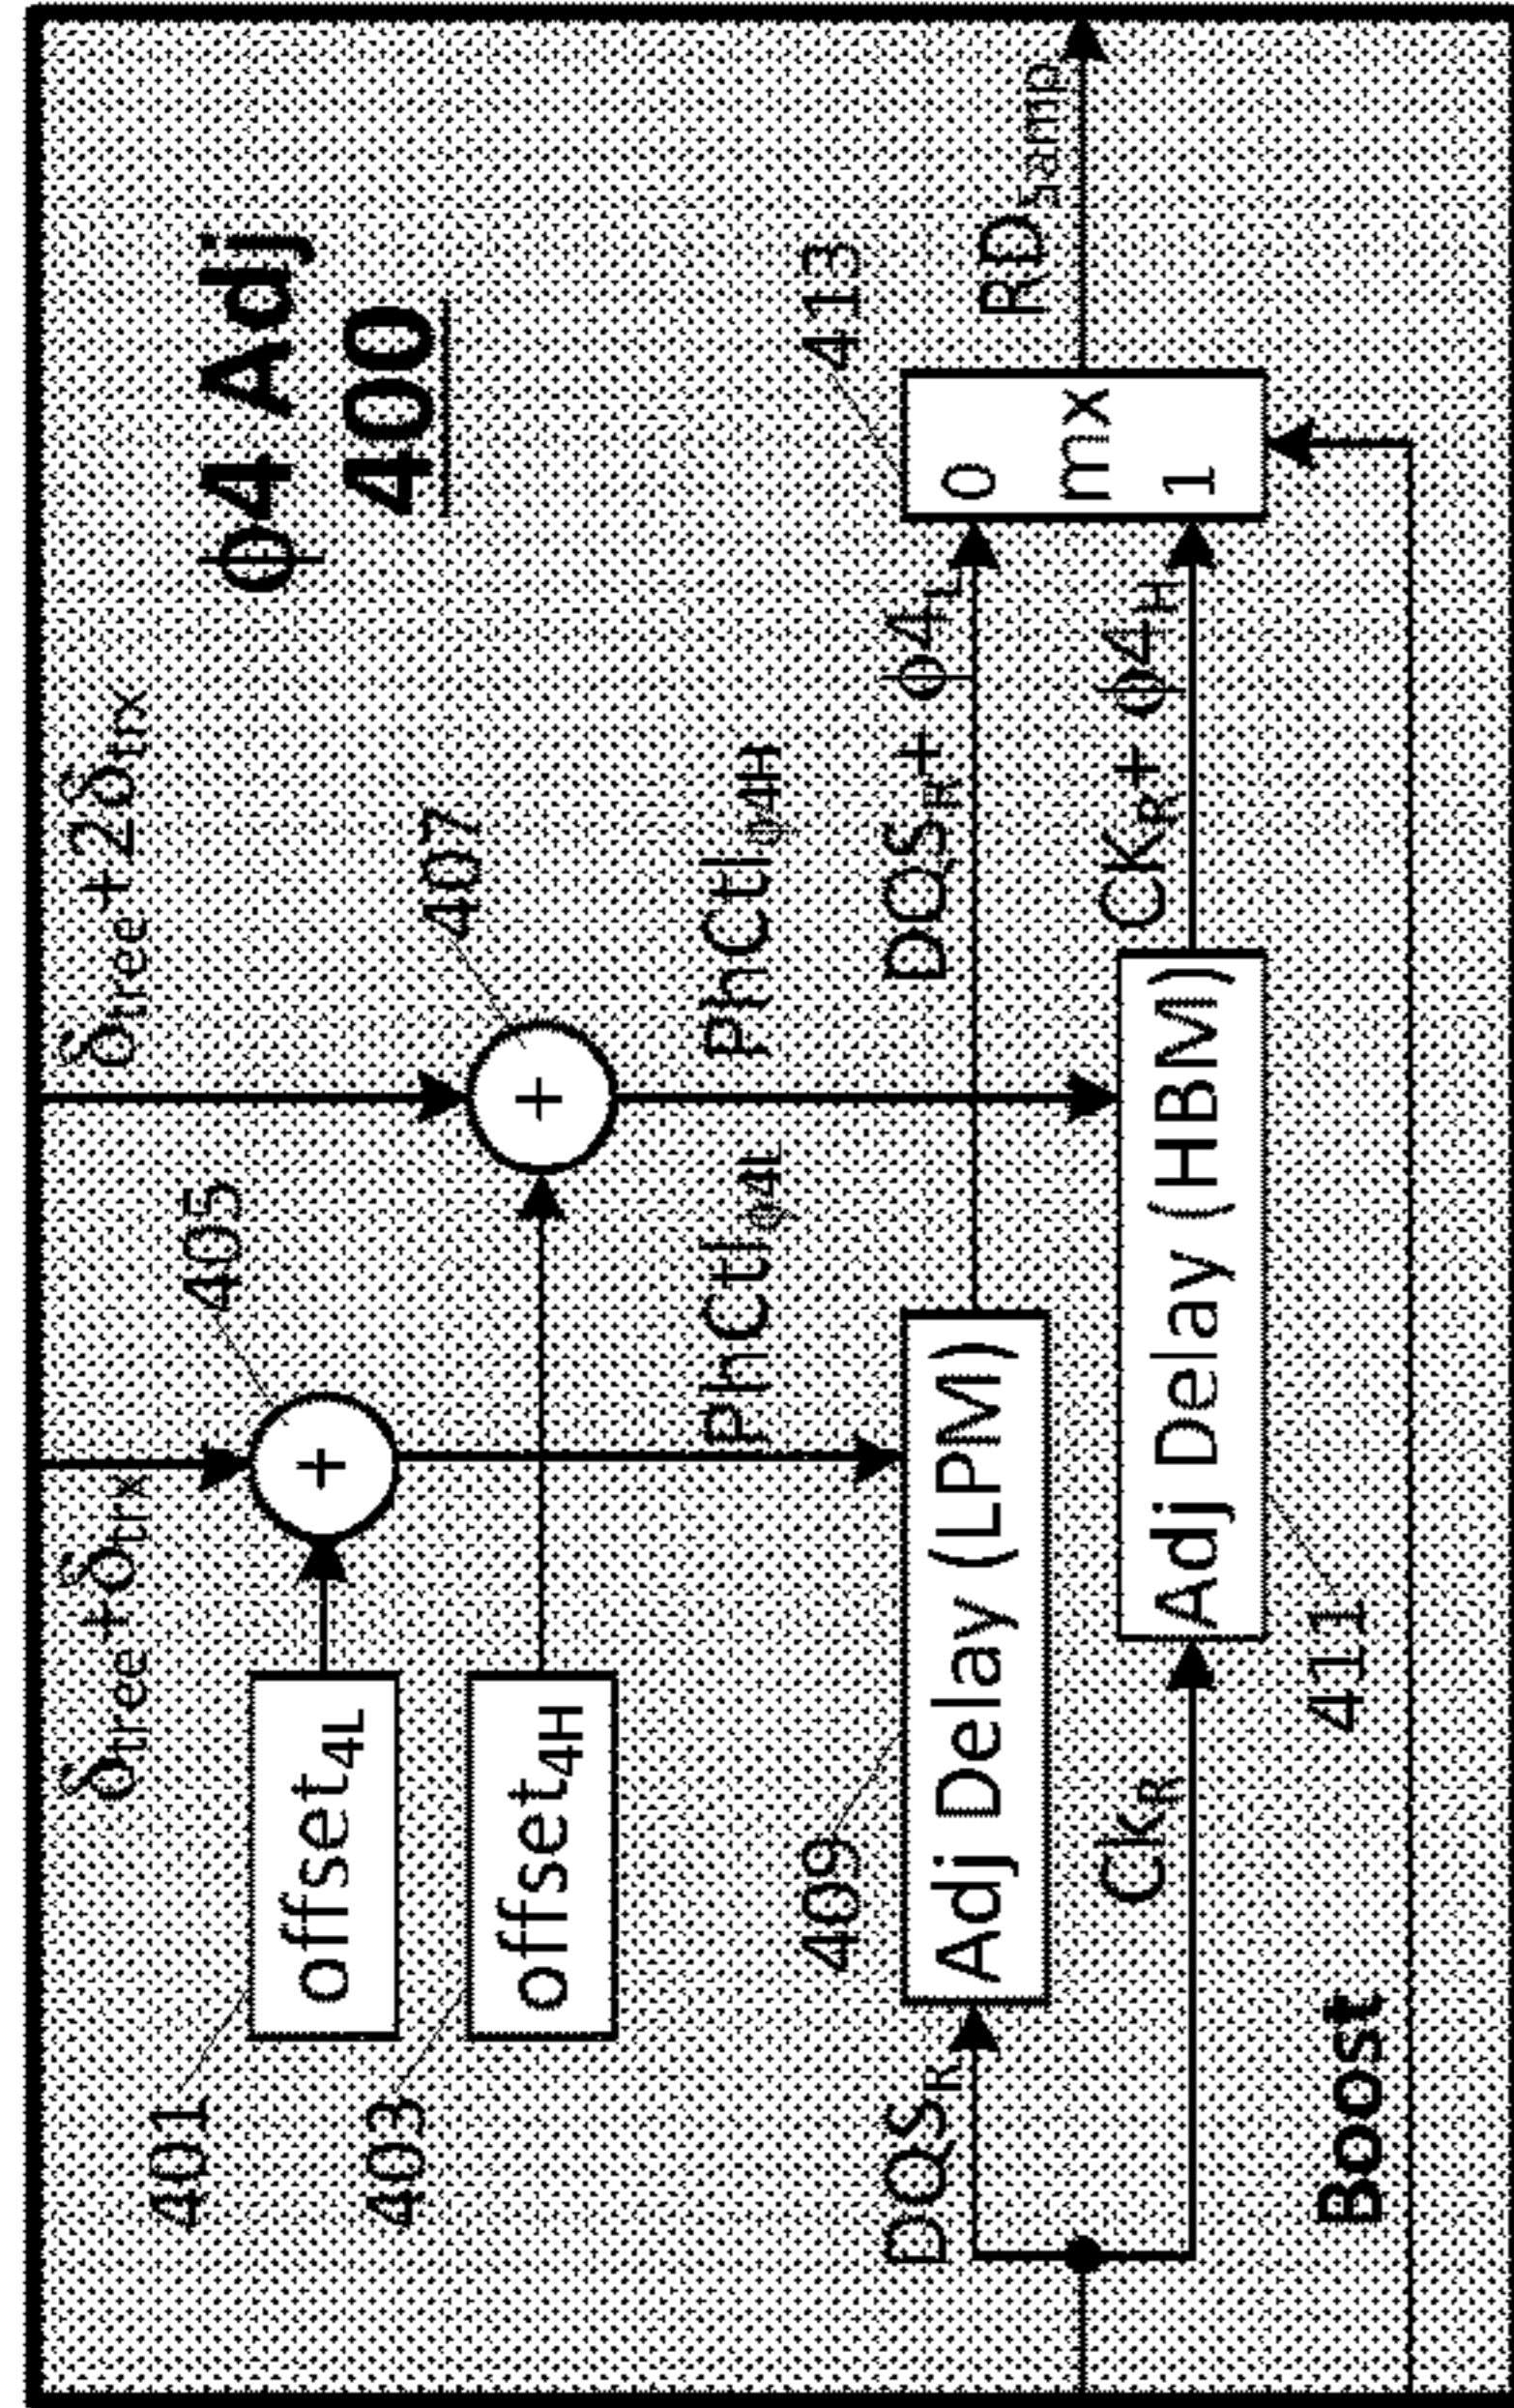 δtree+δtrx
δtree+2δtrx
ϕ4 Adj
400
401
offset4L
405
+
403
offset4H
407
+
PhCtlϕ4L
PhCtlϕ4H
409
413
DQSR
Adj Delay (LPM)
DQSR+ ϕ4L
0
mx
1
RDSamp
CKR
Adj Delay (HBM)
CKR+ ϕ4H
411
Boost